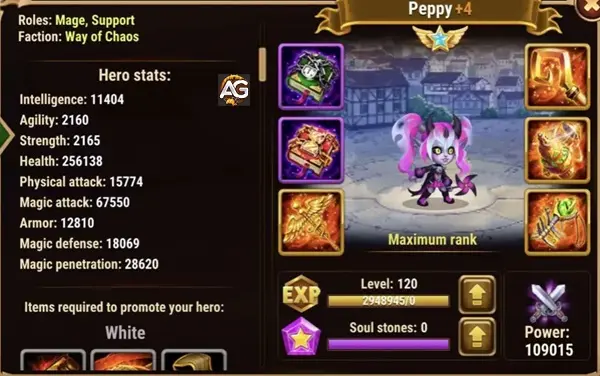 Roles: Mage, Support
Faction: Way of Chaos
Hero stats:
AG
Intelligence: 11404
Agility: 2160
Strength: 2165
Health: 256138
Physical attack: 15774
Magic attack: 67550
Armor: 12810
Magic defense: 18069
Magic penetration: 28620
Items required to promote your hero:
White
Peppy +4
Maximum rank
EXP
Level: 120
2948945/0
Soul stones: 0
Power:
109015